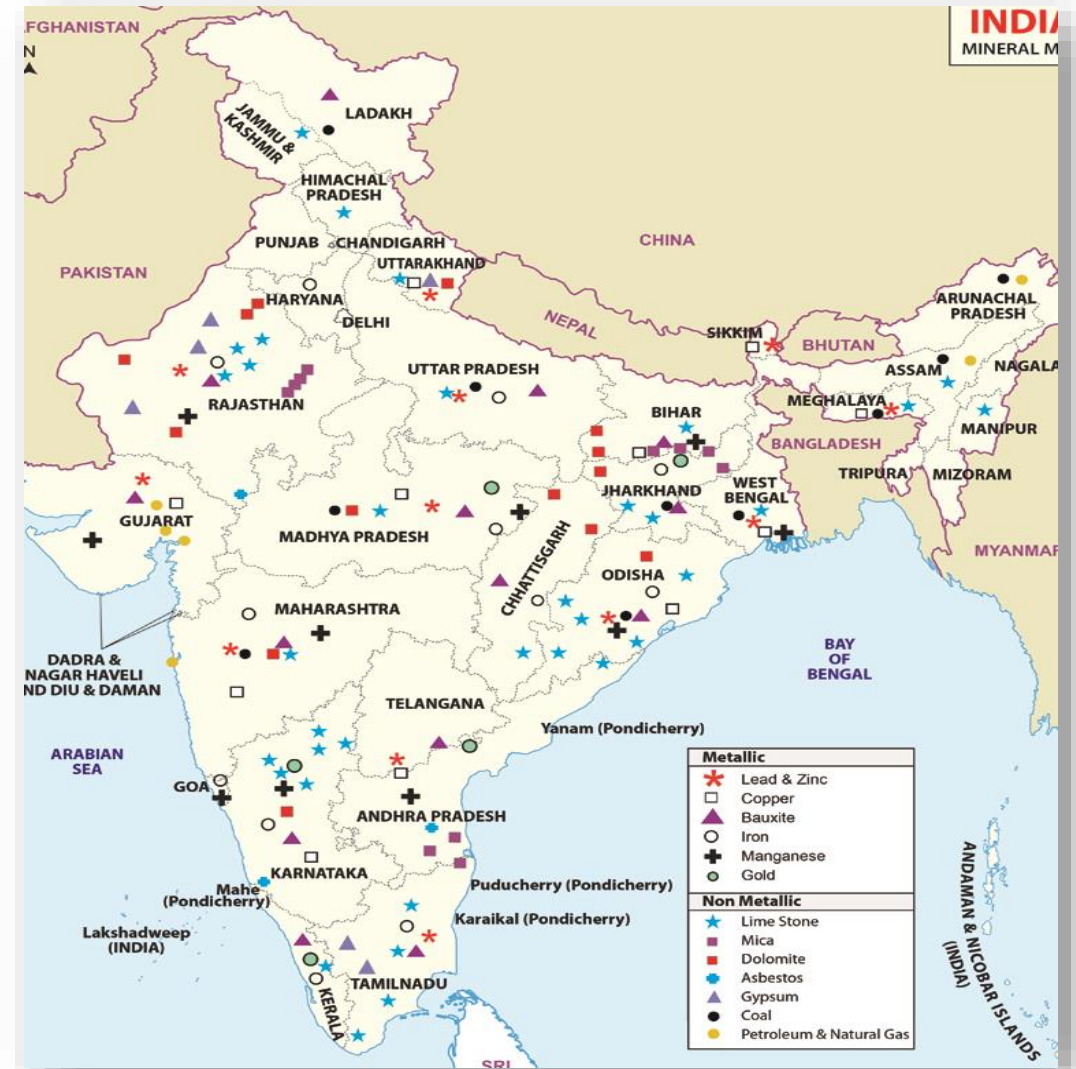 INDIA
MINERAL M
AFGHANISTAN
N
LADAKH
JAMMU &
KASHMIR
HIMACHAL
PRADESH
PUNJAB
CHANDIGARH
UTTARAKHAND
CHINA
PAKISTAN
HARYANA
DELHI
NEPAL
SIKKIM
BHUTAN
ARUNACHAL
PRADESH
ASSAM
NAGALA
UTTAR PRADESH
RAJASTHAN
BIHAR
MEGHALAYA
MANIPUR
BANGLADESH
TRIPURA
MIZORAM
GUJARAT
MADHYA PRADESH
JHARKHAND
WEST
BENGAL
CHHATTISGARH
ODISHA
MYANMAR
MAHARASHTRA
DADRA &
NAGAR HAVELI
ND DIU & DAMAN
BAY
OF
BENGAL
TELANGANA
Yanam (Pondicherry)
ARABIAN
SEA
GOA
ANDHRA PRADESH
KARNATAKA
Mahe
(Pondicherry)
Puducherry (Pondicherry)
Karaikal (Pondicherry)
Lakshadweep
(INDIA)
TAMILNADU
KERALA
SRI
Metallic
Lead & Zinc
Copper
Bauxite
Iron
Manganese
Gold
Non Metallic
Lime Stone
Mica
Dolomite
Asbestos
Gypsum
Coal
Petroleum & Natural Gas
ANDAMAN & NICOBAR ISLANDS
(INDIA)